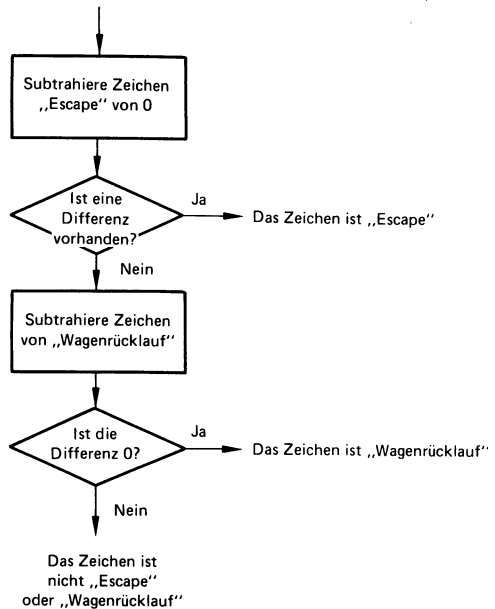 Subtrahiere Zeichen
„Escape“ von 0
Ist eine
Differenz
vorhanden?
Ja
Das Zeichen ist „Escape“
Nein
Subtrahiere Zeichen
von „Wagenrücklauf“
Ist die
Differenz 0?
Ja
Das Zeichen ist „Wagenrücklauf“
Nein
Das Zeichen ist
nicht „Escape“
oder „Wagenrücklauf“